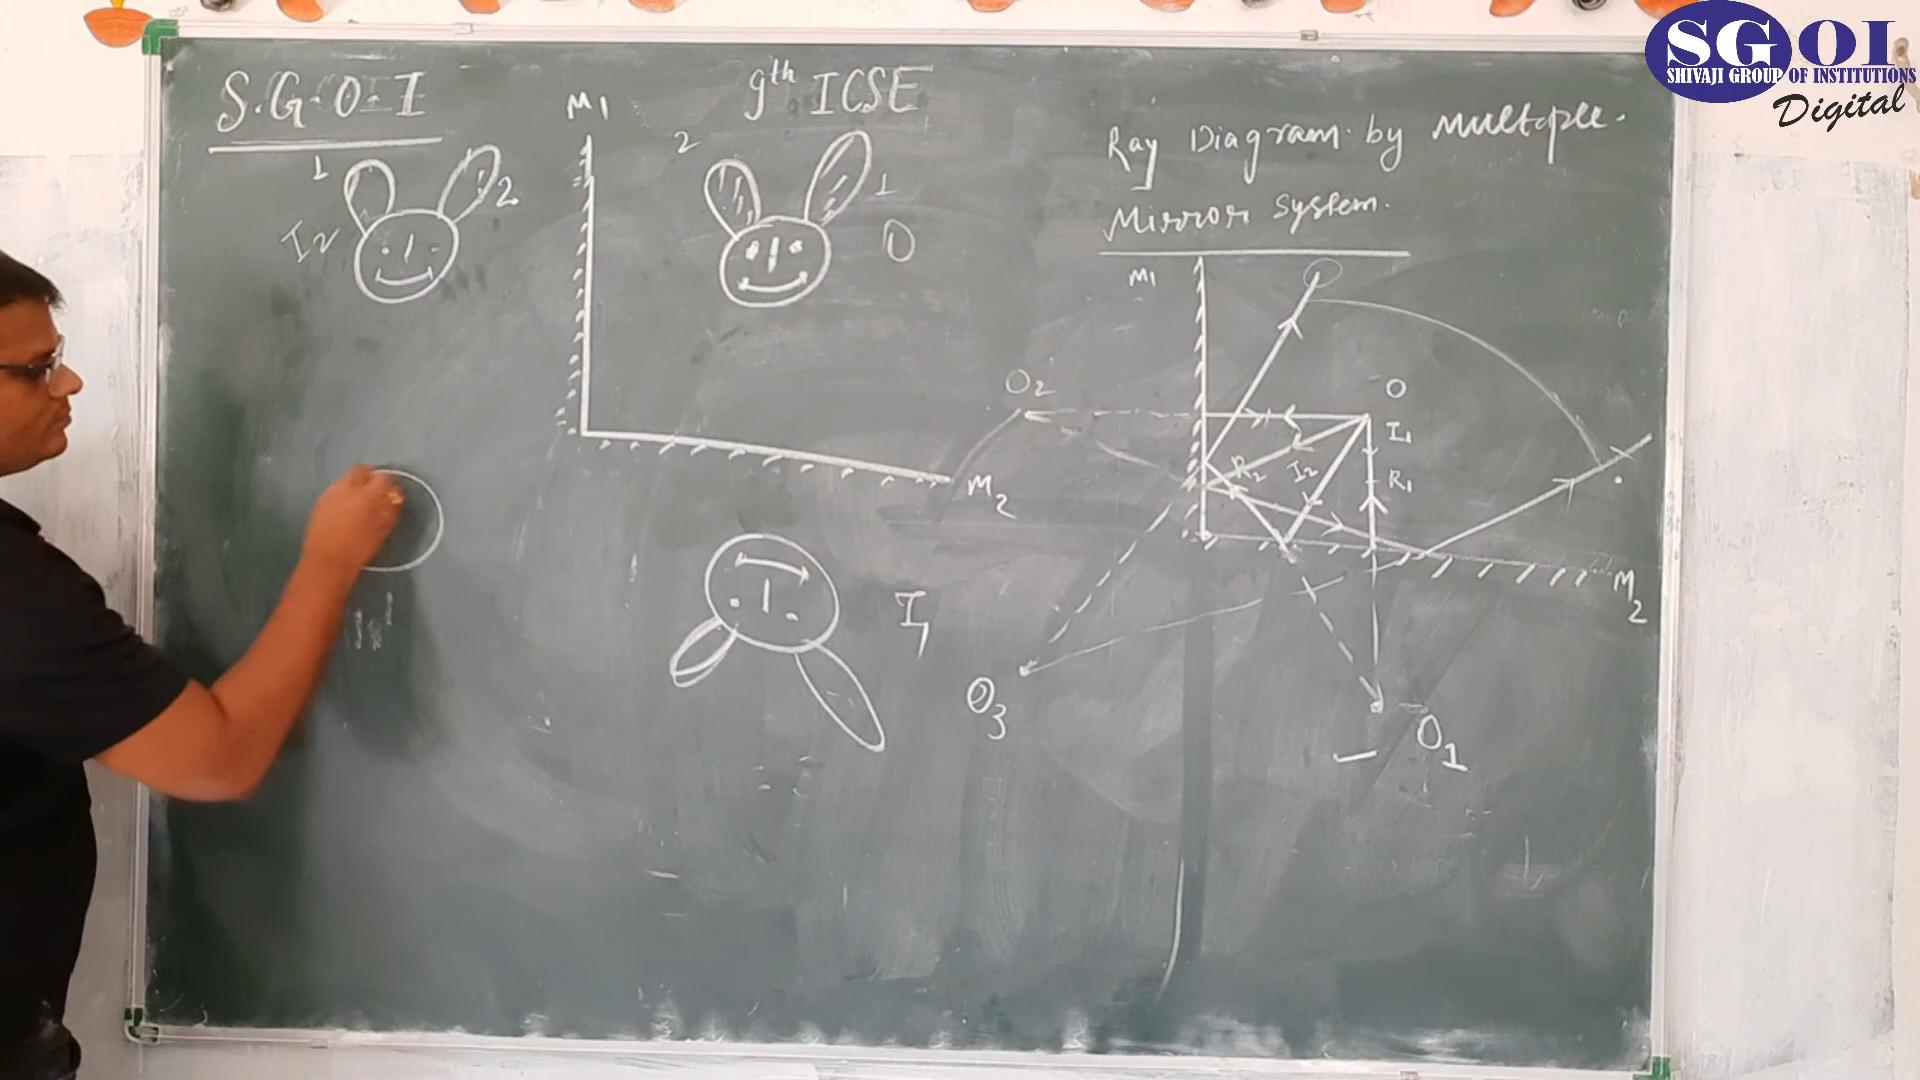 SGOI
SHIVAJI GROUP OF INSTITUTIONS
Digital
S.G.O.I
9th ICSE
Ray Diagram by Multiple.
Mirror System.
M1
2
1
1
2
I2
O
M2
I1
M1
O
O2
I1
R2
I2
R1
M2
O3
O1